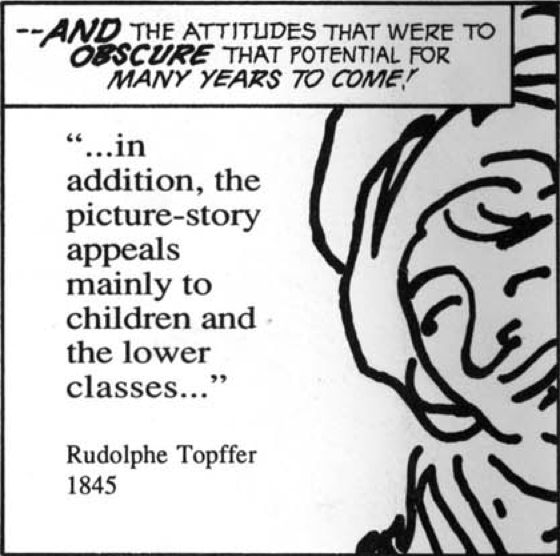 --AND THE ATTITUDES THAT WERE TO
OBSCURE THAT POTENTIAL FOR
MANY YEARS TO COME!
“...in
addition, the
picture-story
appeals
mainly to
children and
the lower
classes...”
Rudolphe Topffer
1845